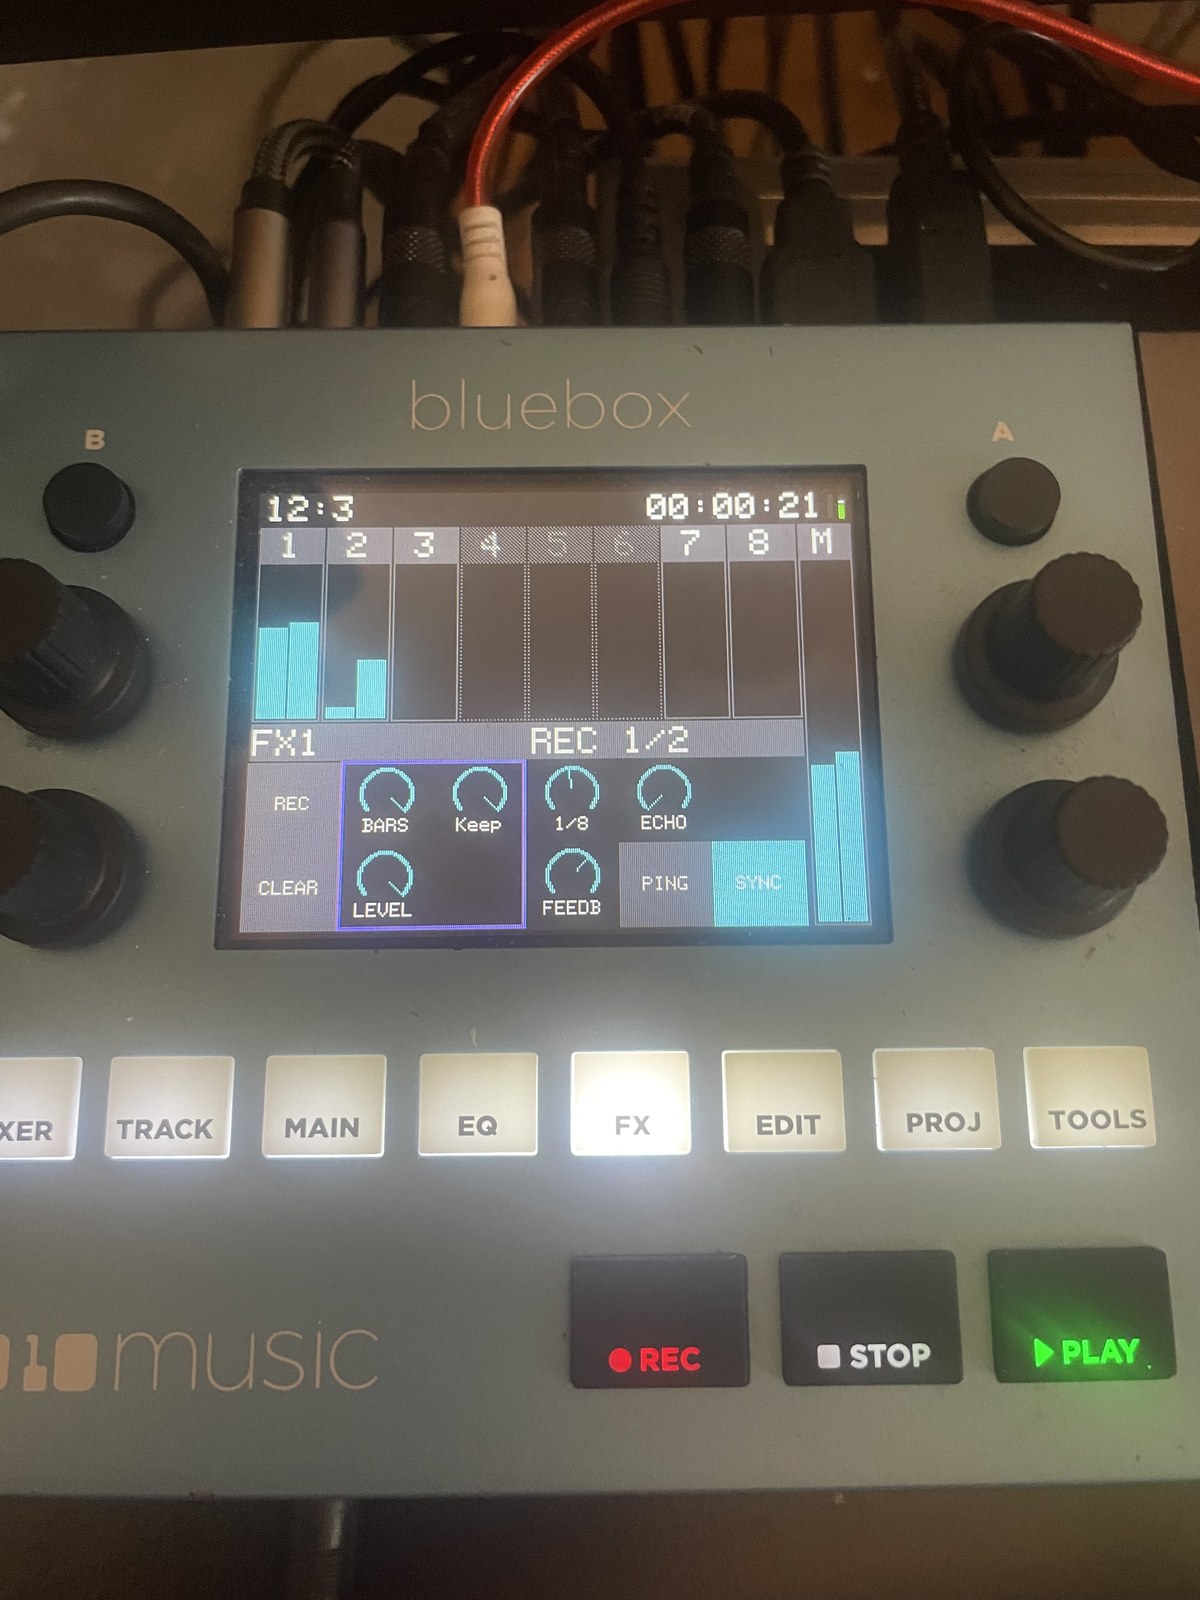 bluebox
B
A
12:3 00:00:21
1 2 3 4 5 6 7 8 M
FX1 REC 1/2
REC BARS Keep 1/8 ECHO
CLEAR LEVEL FEEDB PING SYNC
XER TRACK MAIN EQ FX EDIT PROJ TOOLS
REC STOP PLAY
010 music